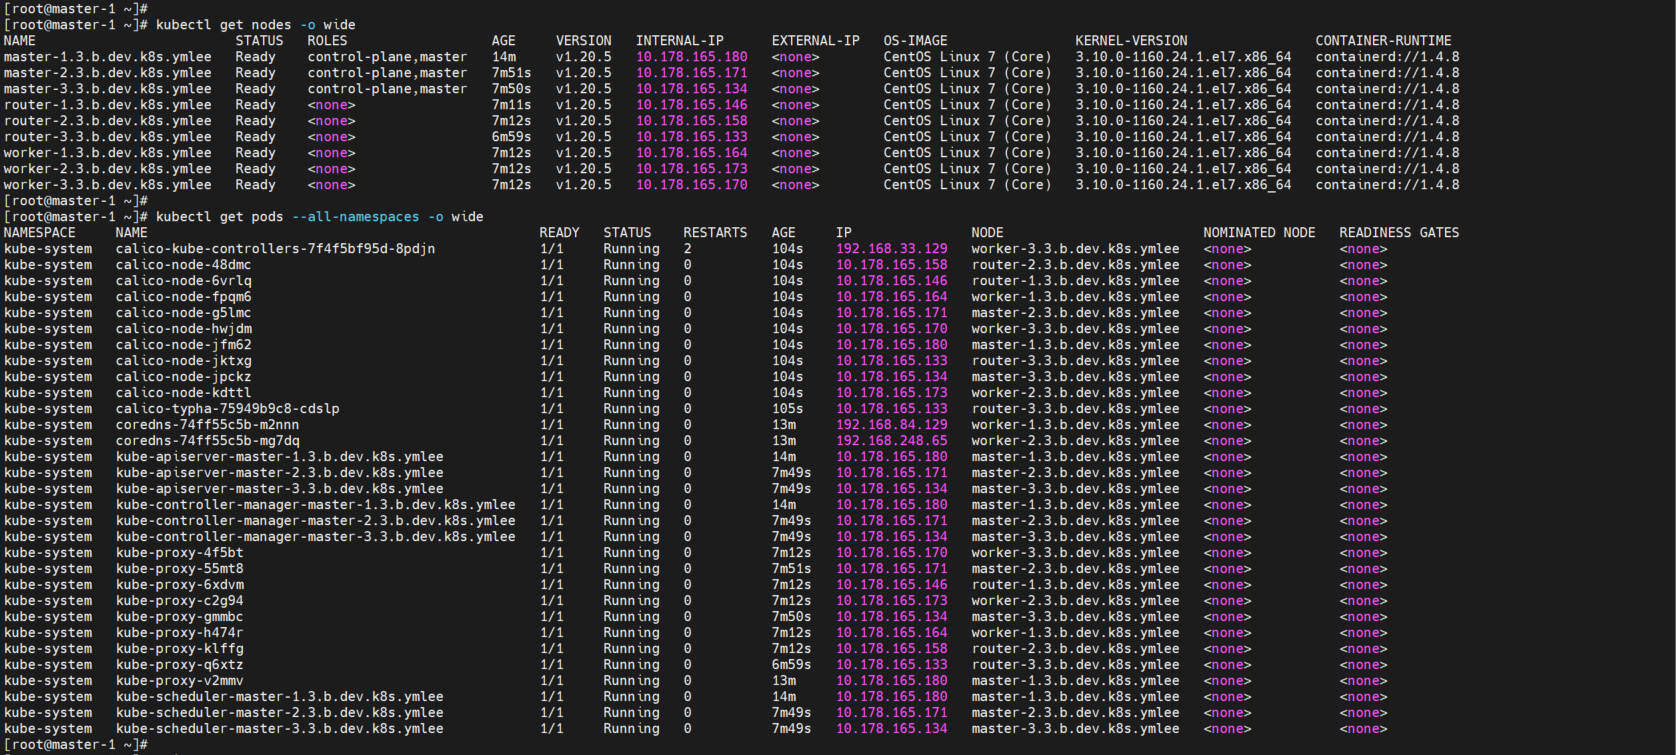 [root@master-1 ~]#
[root@master-1 ~]# kubectl get nodes -o wide
NAME STATUS ROLES AGE VERSION INTERNAL-IP EXTERNAL-IP OS-IMAGE KERNEL-VERSION CONTAINER-RUNTIME
master-1.3.b.dev.k8s.ymlee Ready control-plane,master 14m v1.20.5 10.178.165.180 <none> CentOS Linux 7 (Core) 3.10.0-1160.24.1.el7.x86_64 containerd://1.4.8
master-2.3.b.dev.k8s.ymlee Ready control-plane,master 7m51s v1.20.5 10.178.165.171 <none> CentOS Linux 7 (Core) 3.10.0-1160.24.1.el7.x86_64 containerd://1.4.8
master-3.3.b.dev.k8s.ymlee Ready control-plane,master 7m50s v1.20.5 10.178.165.134 <none> CentOS Linux 7 (Core) 3.10.0-1160.24.1.el7.x86_64 containerd://1.4.8
router-1.3.b.dev.k8s.ymlee Ready <none> 7m11s v1.20.5 10.178.165.146 <none> CentOS Linux 7 (Core) 3.10.0-1160.24.1.el7.x86_64 containerd://1.4.8
router-2.3.b.dev.k8s.ymlee Ready <none> 7m12s v1.20.5 10.178.165.158 <none> CentOS Linux 7 (Core) 3.10.0-1160.24.1.el7.x86_64 containerd://1.4.8
router-3.3.b.dev.k8s.ymlee Ready <none> 6m59s v1.20.5 10.178.165.133 <none> CentOS Linux 7 (Core) 3.10.0-1160.24.1.el7.x86_64 containerd://1.4.8
worker-1.3.b.dev.k8s.ymlee Ready <none> 7m12s v1.20.5 10.178.165.164 <none> CentOS Linux 7 (Core) 3.10.0-1160.24.1.el7.x86_64 containerd://1.4.8
worker-2.3.b.dev.k8s.ymlee Ready <none> 7m12s v1.20.5 10.178.165.173 <none> CentOS Linux 7 (Core) 3.10.0-1160.24.1.el7.x86_64 containerd://1.4.8
worker-3.3.b.dev.k8s.ymlee Ready <none> 7m12s v1.20.5 10.178.165.170 <none> CentOS Linux 7 (Core) 3.10.0-1160.24.1.el7.x86_64 containerd://1.4.8
[root@master-1 ~]#
[root@master-1 ~]# kubectl get pods --all-namespaces -o wide
NAMESPACE NAME READY STATUS RESTARTS AGE IP NODE NOMINATED NODE READINESS GATES
kube-system calico-kube-controllers-7f4f5bf95d-8pdjn 1/1 Running 2 104s 192.168.33.129 worker-3.3.b.dev.k8s.ymlee <none> <none>
kube-system calico-node-48dmc 1/1 Running 0 104s 10.178.165.158 router-2.3.b.dev.k8s.ymlee <none> <none>
kube-system calico-node-6vrlq 1/1 Running 0 104s 10.178.165.146 router-1.3.b.dev.k8s.ymlee <none> <none>
kube-system calico-node-fpqm6 1/1 Running 0 104s 10.178.165.164 worker-1.3.b.dev.k8s.ymlee <none> <none>
kube-system calico-node-g5lmc 1/1 Running 0 104s 10.178.165.171 master-2.3.b.dev.k8s.ymlee <none> <none>
kube-system calico-node-hwjdm 1/1 Running 0 104s 10.178.165.170 worker-3.3.b.dev.k8s.ymlee <none> <none>
kube-system calico-node-jfm62 1/1 Running 0 104s 10.178.165.180 master-1.3.b.dev.k8s.ymlee <none> <none>
kube-system calico-node-jktxg 1/1 Running 0 104s 10.178.165.133 router-3.3.b.dev.k8s.ymlee <none> <none>
kube-system calico-node-jpckz 1/1 Running 0 104s 10.178.165.134 master-3.3.b.dev.k8s.ymlee <none> <none>
kube-system calico-node-kdttl 1/1 Running 0 104s 10.178.165.173 worker-2.3.b.dev.k8s.ymlee <none> <none>
kube-system calico-typha-75949b9c8-cdslp 1/1 Running 0 105s 10.178.165.133 router-3.3.b.dev.k8s.ymlee <none> <none>
kube-system coredns-74ff55c5b-m2nnn 1/1 Running 0 13m 192.168.84.129 worker-1.3.b.dev.k8s.ymlee <none> <none>
kube-system coredns-74ff55c5b-mg7dq 1/1 Running 0 13m 192.168.248.65 worker-2.3.b.dev.k8s.ymlee <none> <none>
kube-system kube-apiserver-master-1.3.b.dev.k8s.ymlee 1/1 Running 0 14m 10.178.165.180 master-1.3.b.dev.k8s.ymlee <none> <none>
kube-system kube-apiserver-master-2.3.b.dev.k8s.ymlee 1/1 Running 0 7m49s 10.178.165.171 master-2.3.b.dev.k8s.ymlee <none> <none>
kube-system kube-apiserver-master-3.3.b.dev.k8s.ymlee 1/1 Running 0 7m49s 10.178.165.134 master-3.3.b.dev.k8s.ymlee <none> <none>
kube-system kube-controller-manager-master-1.3.b.dev.k8s.ymlee 1/1 Running 0 14m 10.178.165.180 master-1.3.b.dev.k8s.ymlee <none> <none>
kube-system kube-controller-manager-master-2.3.b.dev.k8s.ymlee 1/1 Running 0 7m49s 10.178.165.171 master-2.3.b.dev.k8s.ymlee <none> <none>
kube-system kube-controller-manager-master-3.3.b.dev.k8s.ymlee 1/1 Running 0 7m49s 10.178.165.134 master-3.3.b.dev.k8s.ymlee <none> <none>
kube-system kube-proxy-4f5bt 1/1 Running 0 7m12s 10.178.165.170 worker-3.3.b.dev.k8s.ymlee <none> <none>
kube-system kube-proxy-55mt8 1/1 Running 0 7m51s 10.178.165.171 master-2.3.b.dev.k8s.ymlee <none> <none>
kube-system kube-proxy-6xdvm 1/1 Running 0 7m12s 10.178.165.146 router-1.3.b.dev.k8s.ymlee <none> <none>
kube-system kube-proxy-c2g94 1/1 Running 0 7m12s 10.178.165.173 worker-2.3.b.dev.k8s.ymlee <none> <none>
kube-system kube-proxy-gmmbc 1/1 Running 0 7m50s 10.178.165.134 master-3.3.b.dev.k8s.ymlee <none> <none>
kube-system kube-proxy-h474r 1/1 Running 0 7m12s 10.178.165.164 worker-1.3.b.dev.k8s.ymlee <none> <none>
kube-system kube-proxy-klffg 1/1 Running 0 7m12s 10.178.165.158 router-2.3.b.dev.k8s.ymlee <none> <none>
kube-system kube-proxy-q6xtz 1/1 Running 0 6m59s 10.178.165.133 router-3.3.b.dev.k8s.ymlee <none> <none>
kube-system kube-proxy-v2mmv 1/1 Running 0 13m 10.178.165.180 master-1.3.b.dev.k8s.ymlee <none> <none>
kube-system kube-scheduler-master-1.3.b.dev.k8s.ymlee 1/1 Running 0 14m 10.178.165.180 master-1.3.b.dev.k8s.ymlee <none> <none>
kube-system kube-scheduler-master-2.3.b.dev.k8s.ymlee 1/1 Running 0 7m49s 10.178.165.171 master-2.3.b.dev.k8s.ymlee <none> <none>
kube-system kube-scheduler-master-3.3.b.dev.k8s.ymlee 1/1 Running 0 7m49s 10.178.165.134 master-3.3.b.dev.k8s.ymlee <none> <none>
[root@master-1 ~]#